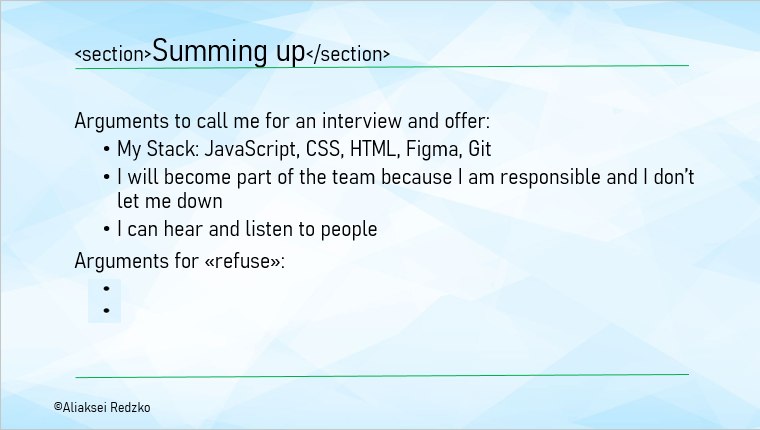 <section>Summing up</section>
Arguments to call me for an interview and offer:
• My Stack: JavaScript, CSS, HTML, Figma, Git
• I will become part of the team because I am responsible and I don’t
let me down
• I can hear and listen to people
Arguments for «refuse»:
•
•
©Aliaksei Redzko